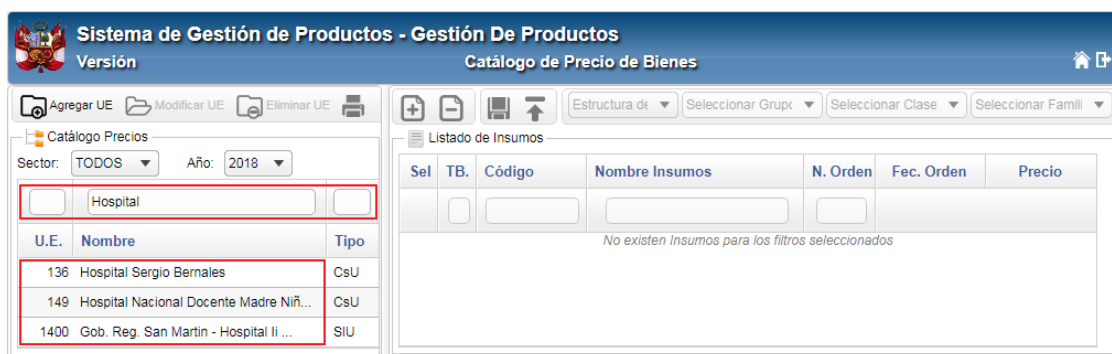 Sistema de Gestión de Productos - Gestión De Productos
Versión Catálogo de Precio de Bienes
Agregar UE Modificar UE Eliminar UE
Estructura de Seleccionar Grupo Seleccionar Clase Seleccionar Famili
Catálogo Precios
Listado de Insumos
Sector: TODOS Año: 2018
Sel TB. Código Nombre Insumos N. Orden Fec. Orden Precio
Hospital
U.E. Nombre Tipo
No existen Insumos para los filtros seleccionados
136 Hospital Sergio Bernales CsU
149 Hospital Nacional Docente Madre Niñ... CsU
1400 Gob. Reg. San Martin - Hospital Ii ... SIU